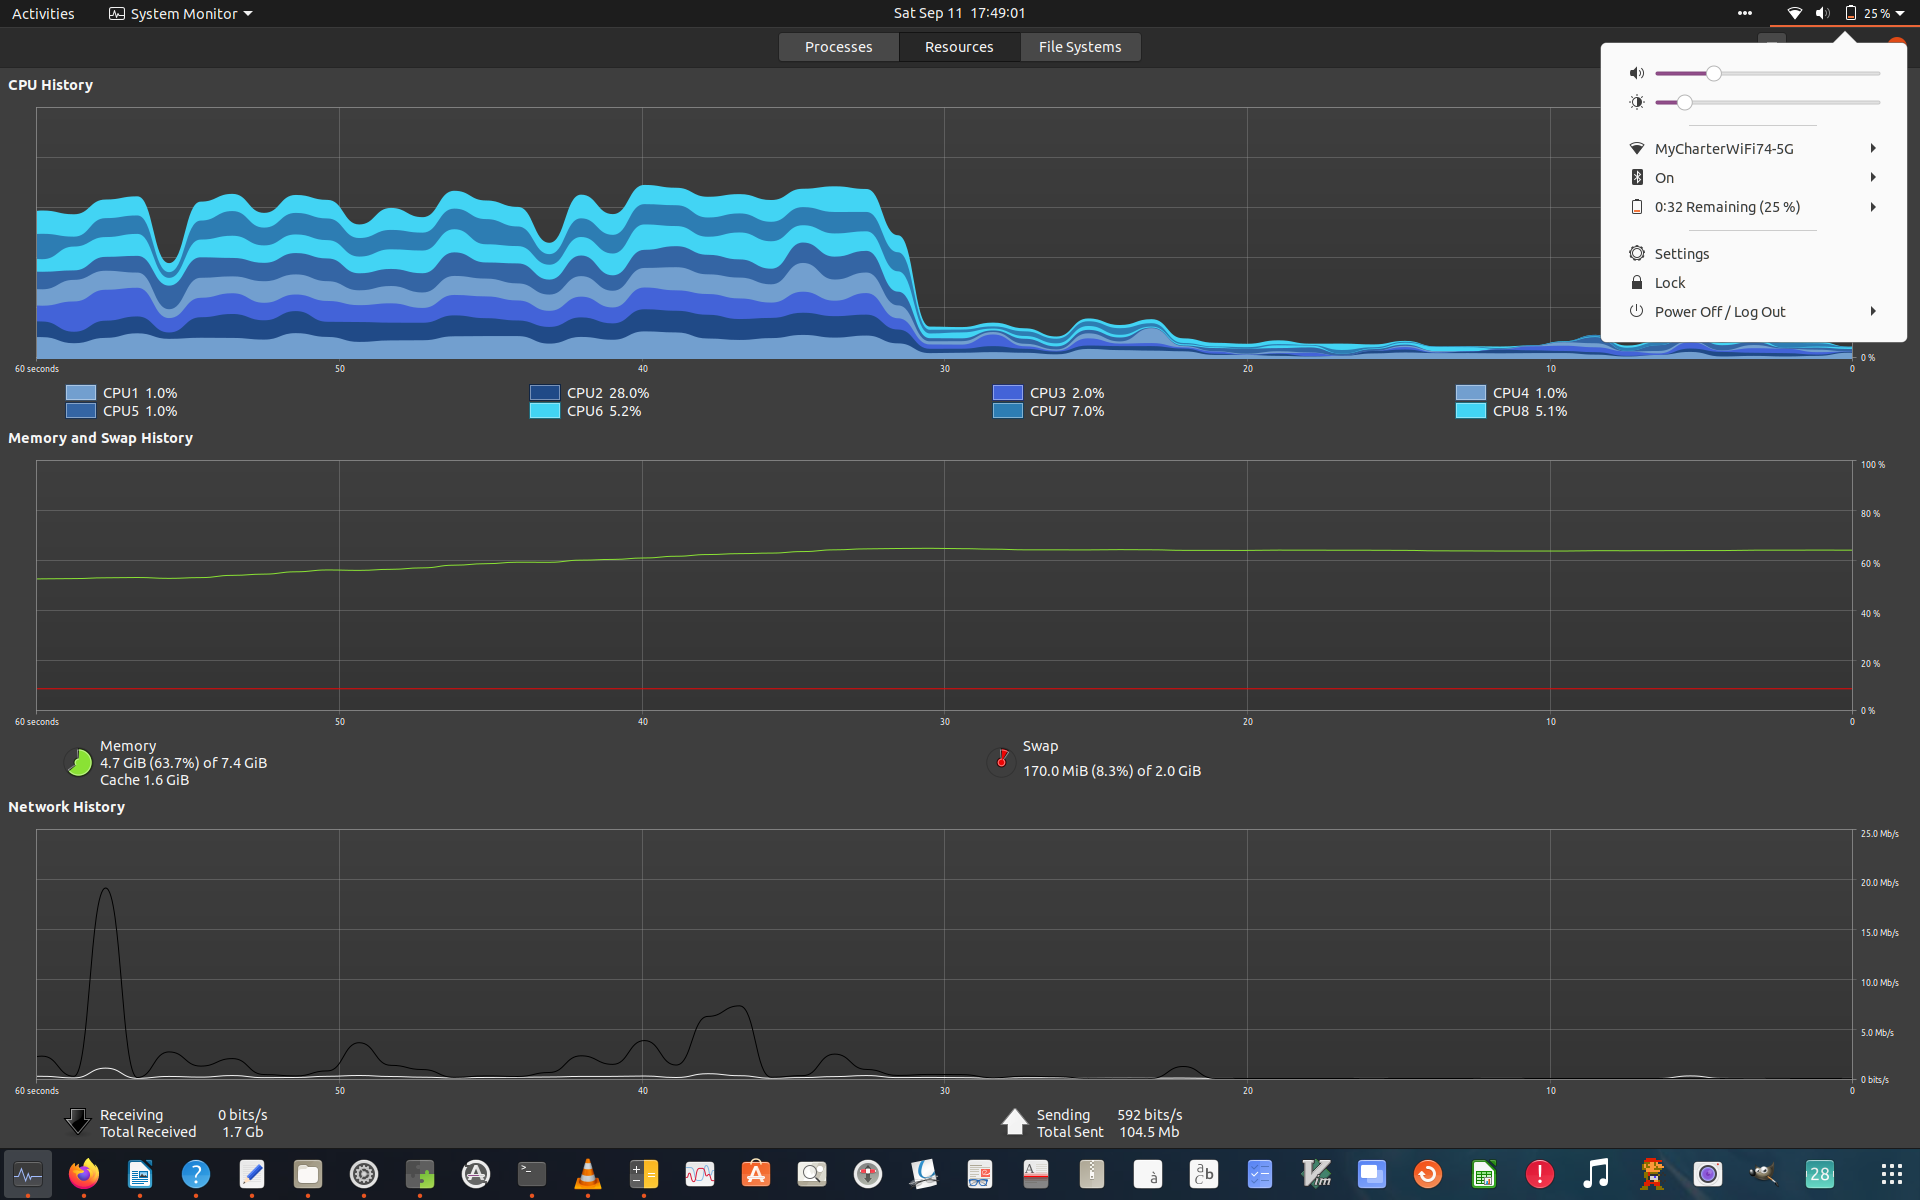 Activities
System Monitor
Sat Sep 11 17:49:01
25 %
Processes
Resources
File Systems
MyCharterWiFi74-5G
On
0:32 Remaining (25 %)
Settings
Lock
Power Off / Log Out
CPU History
0 %
60 seconds 50 40 30 20 10 0
CPU1 1.0% CPU2 28.0% CPU3 2.0% CPU4 1.0%
CPU5 1.0% CPU6 5.2% CPU7 7.0% CPU8 5.1%
Memory and Swap History
100 %
80 %
60 %
40 %
20 %
0 %
60 seconds 50 40 30 20 10 0
Memory
4.7 GiB (63.7%) of 7.4 GiB
Cache 1.6 GiB
Swap
170.0 MiB (8.3%) of 2.0 GiB
Network History
25.0 Mb/s
20.0 Mb/s
15.0 Mb/s
10.0 Mb/s
5.0 Mb/s
0 bits/s
60 seconds 50 40 30 20 10 0
Receiving 0 bits/s
Total Received 1.7 Gb
Sending 592 bits/s
Total Sent 104.5 Mb
28